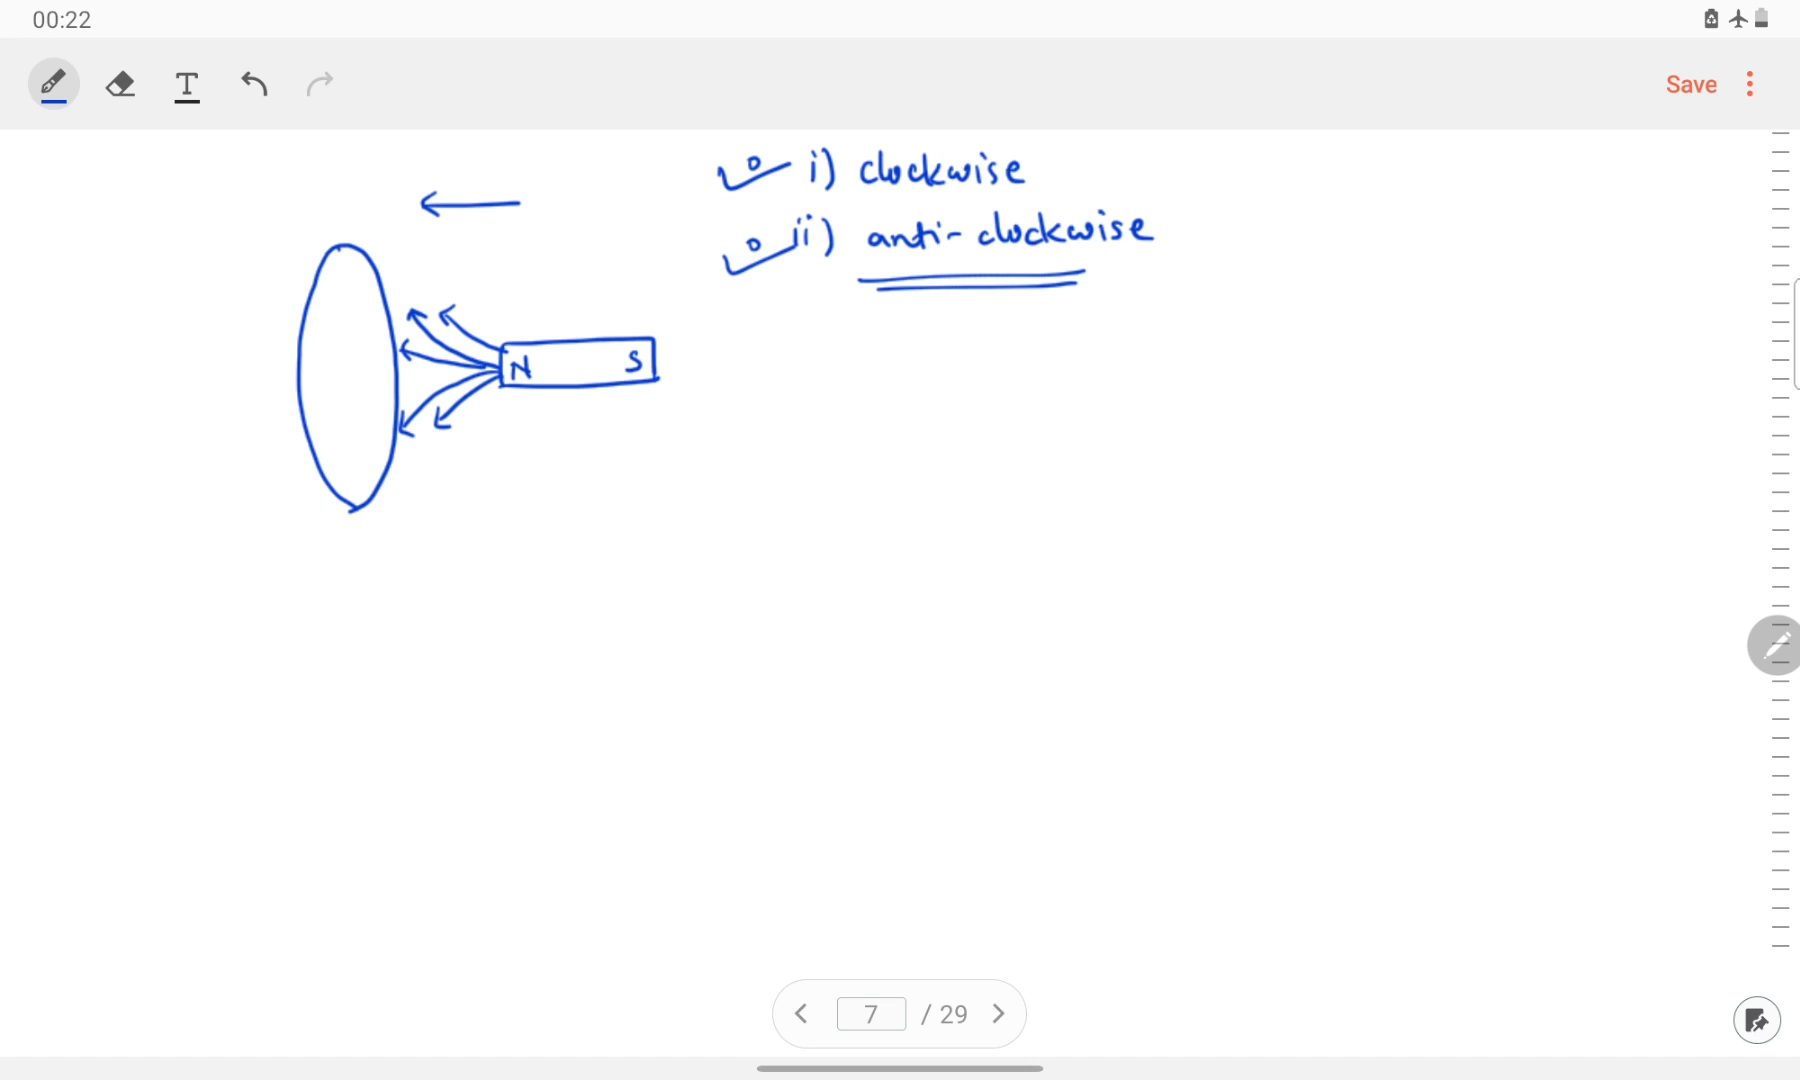 00:22
T
Save
i) clockwise
ii) anti-clockwise
N S
7 / 29